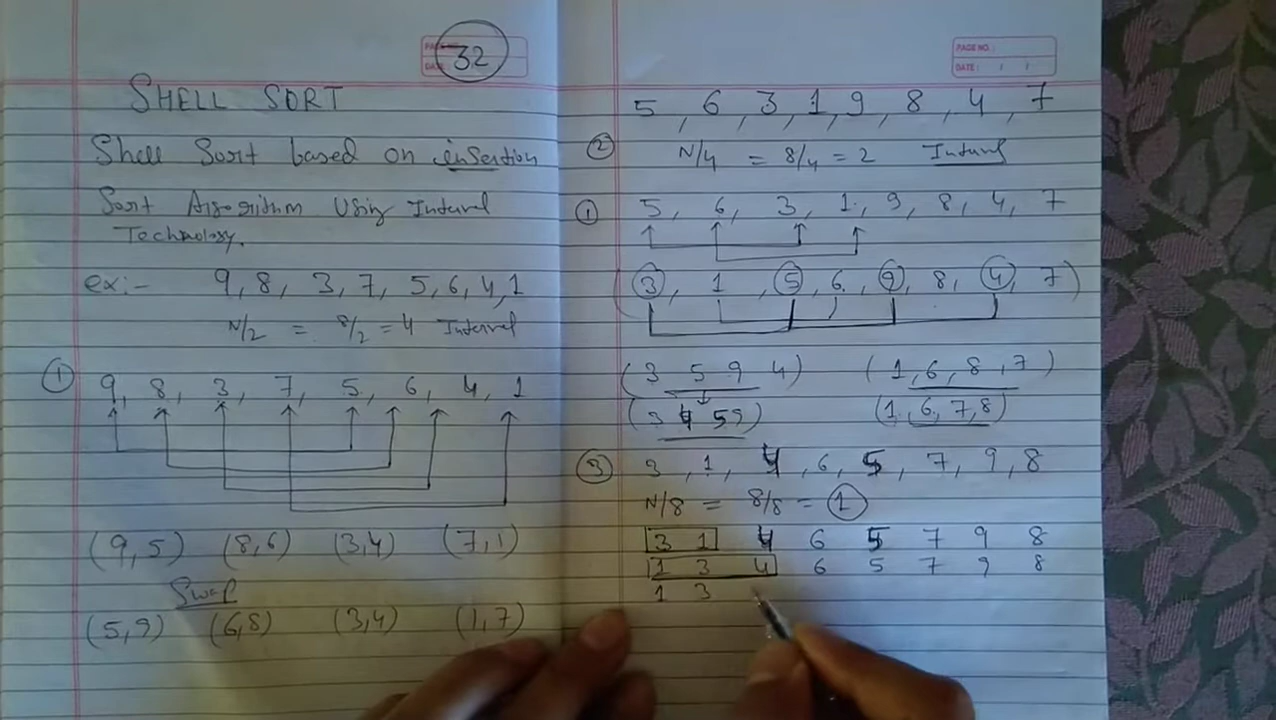 PAGE NO.
DATE:
32
SHELL SORT
Shell Sort based on insertion
Sort Algorithm Using Interval
Technology.
ex:- 9, 8, 3, 7, 5, 6, 4, 1
N/2 = 8/2 = 4 Interval
① 9, 8, 3, 7, 5, 6, 4, 1
(9,5) (8,6) (3,4) (7,1)
Swap
(5,9) (6,8) (3,4) (1,7)
PAGE NO.:
DATE: / /
5, 6, 3, 1, 9, 8, 4, 7
② N/4 = 8/4 = 2 Interval
① 5, 6, 3, 1, 9, 8, 4, 7
(3, 1, 5, 6, 9, 8, 4, 7)
(3 5 9 4) (1, 6, 8, 7)
(3 4 5 9) (1, 6, 7, 8)
③ 3, 1, 4, 6, 5, 7, 9, 8
N/8 = 8/8 = 1
3 1 4 6 5 7 9 8
1 3 4 6 5 7 9 8
1 3